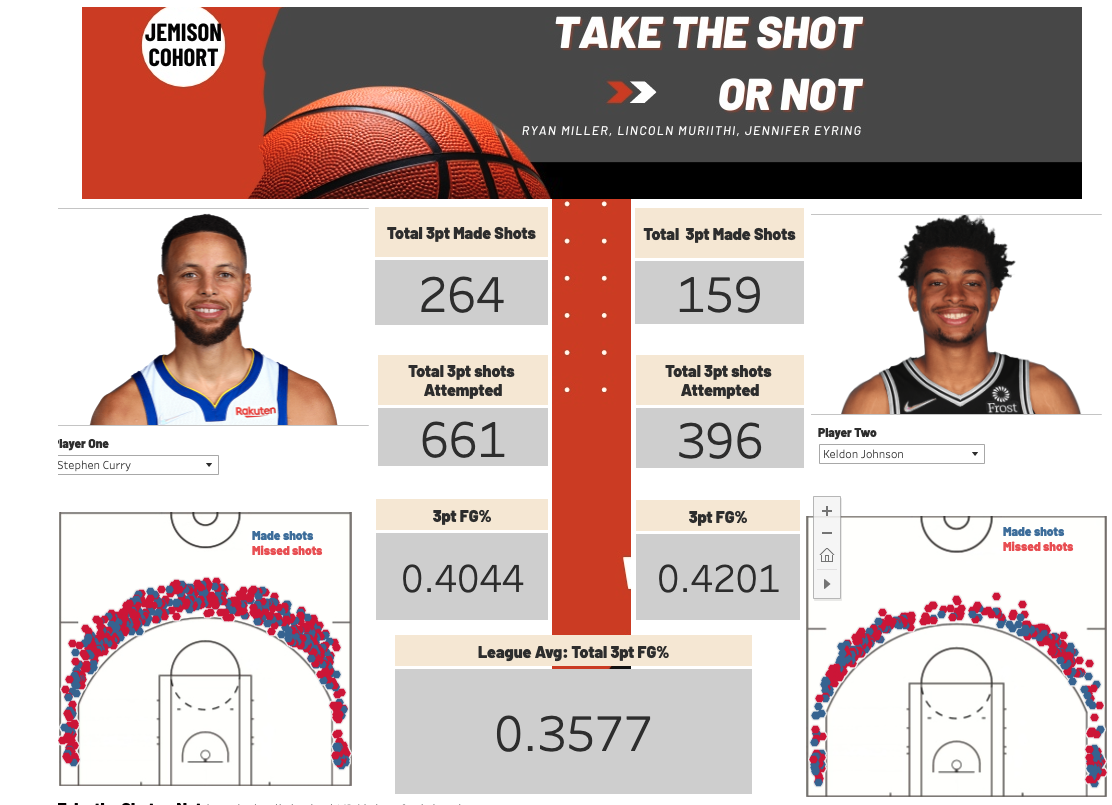 JEMISON
COHORT
TAKE THE SHOT
OR NOT
RYAN MILLER, LINCOLN MURIITHI, JENNIFER EYRING
Total 3pt Made Shots
264
Total 3pt Made Shots
159
Rakuten
Frost
Total 3pt shots
Attempted
661
Total 3pt shots
Attempted
396
layer One
Stephen Curry
Player Two
Keldon Johnson
3pt FG%
0.4044
3pt FG%
0.4201
Made shots
Missed shots
Made shots
Missed shots
League Avg: Total 3pt FG%
0.3577